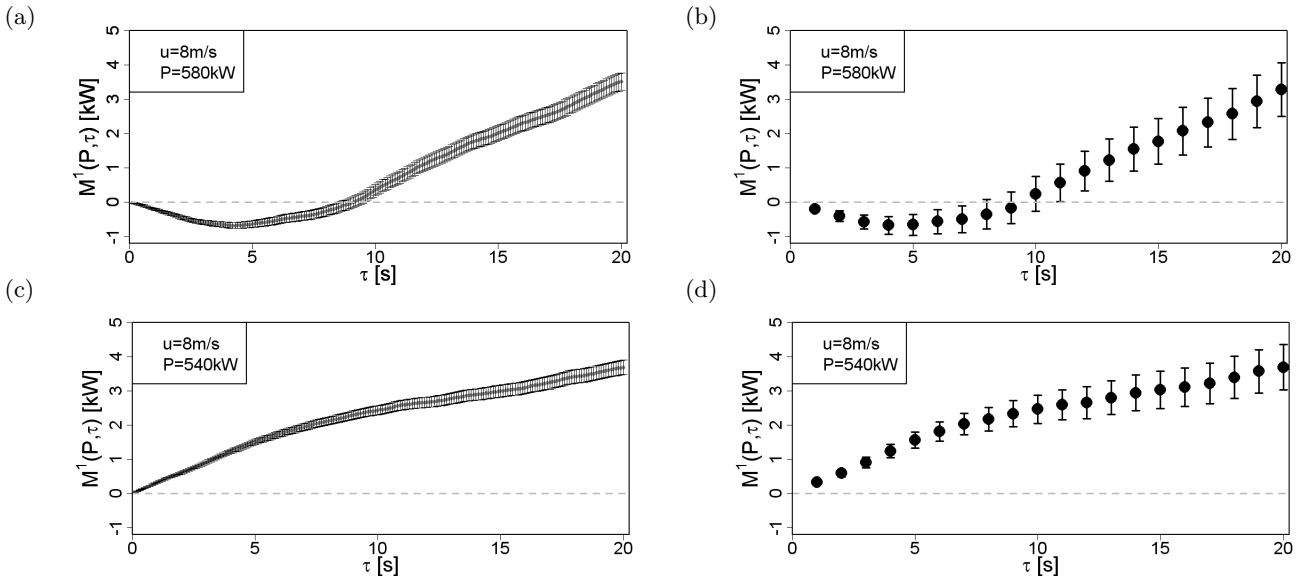 (a)
5
4
3
2
1
0
-1
M¹(P,τ) [kW]
u=8m/s
P=580kW
0 5 10 15 20
τ [s]
(b)
5
4
3
2
1
0
-1
M¹(P,τ) [kW]
u=8m/s
P=580kW
0 5 10 15 20
τ [s]
(c)
5
4
3
2
1
0
-1
M¹(P,τ) [kW]
u=8m/s
P=540kW
0 5 10 15 20
τ [s]
(d)
5
4
3
2
1
0
-1
M¹(P,τ) [kW]
u=8m/s
P=540kW
0 5 10 15 20
τ [s]